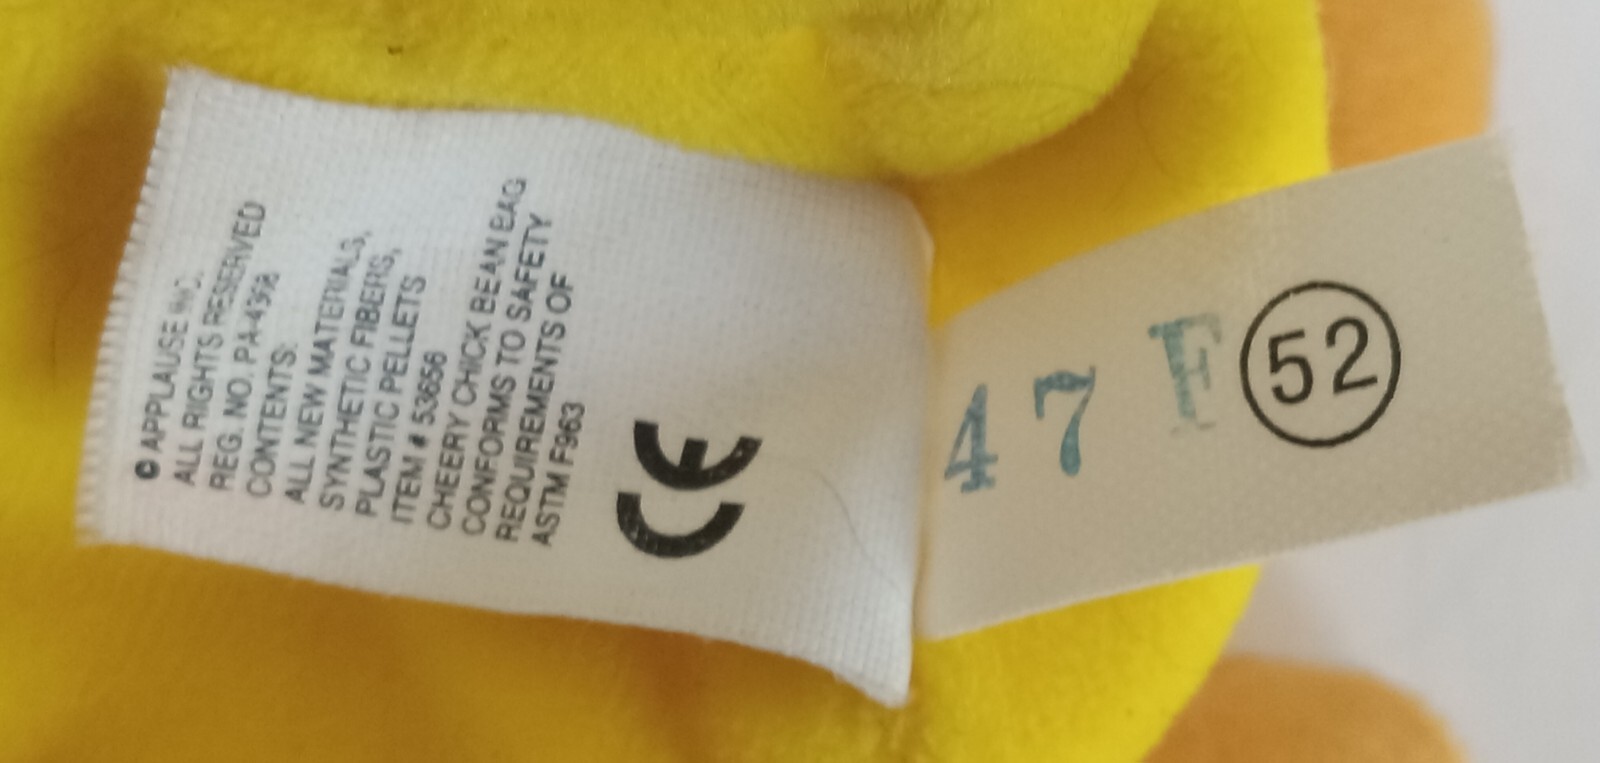 © APPLAUSE INC.
ALL RIGHTS RESERVED
REG. NO. PA-4398
CONTENTS:
ALL NEW MATERIALS,
SYNTHETIC FIBERS,
PLASTIC PELLETS
ITEM # 53656
CHEERY CHICK BEAN BAG
CONFORMS TO SAFETY
REQUIREMENTS OF
ASTM F963
CE
47 F 52